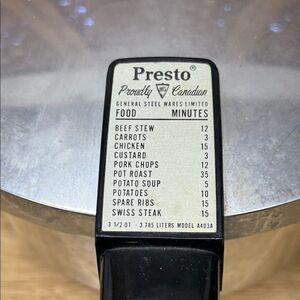 Presto®
Proudly Canadian
GENERAL STEEL WARES LIMITED
FOOD MINUTES
BEEF STEW 12
CARROTS 3
CHICKEN 15
CUSTARD 3
PORK CHOPS 12
POT ROAST 35
POTATO SOUP 5
POTATOES 10
SPARE RIBS 15
SWISS STEAK 15
3 1/2 QT - 3.785 LITERS MODEL A403A